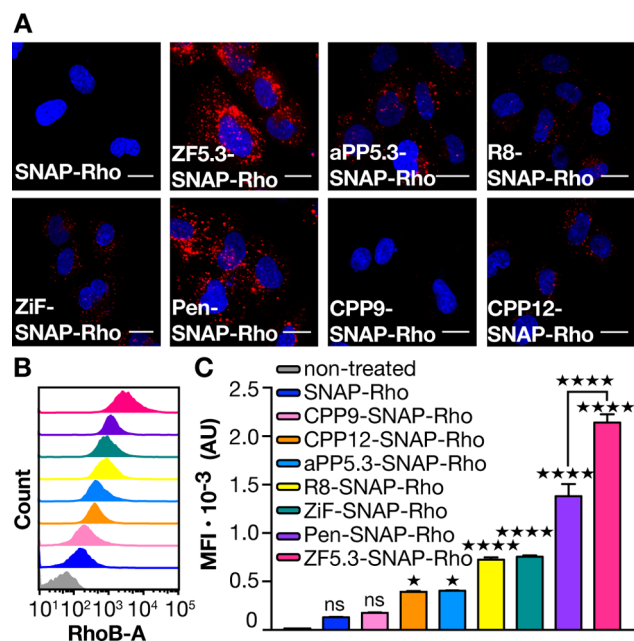 A
SNAP-Rho
ZF5.3-
SNAP-Rho
aPP5.3-
SNAP-Rho
R8-
SNAP-Rho
ZiF-
SNAP-Rho
Pen-
SNAP-Rho
CPP9-
SNAP-Rho
CPP12-
SNAP-Rho
B
Count
10¹ 10² 10³ 10⁴ 10⁵
RhoB-A
C
MFI · 10⁻³ (AU)
2.5
2.0
1.5
1.0
0.5
0
non-treated
SNAP-Rho
CPP9-SNAP-Rho
CPP12-SNAP-Rho
aPP5.3-SNAP-Rho
R8-SNAP-Rho
ZiF-SNAP-Rho
Pen-SNAP-Rho
ZF5.3-SNAP-Rho
ns
ns
★
★
★★★★
★★★★
★★★★
★★★★
★★★★